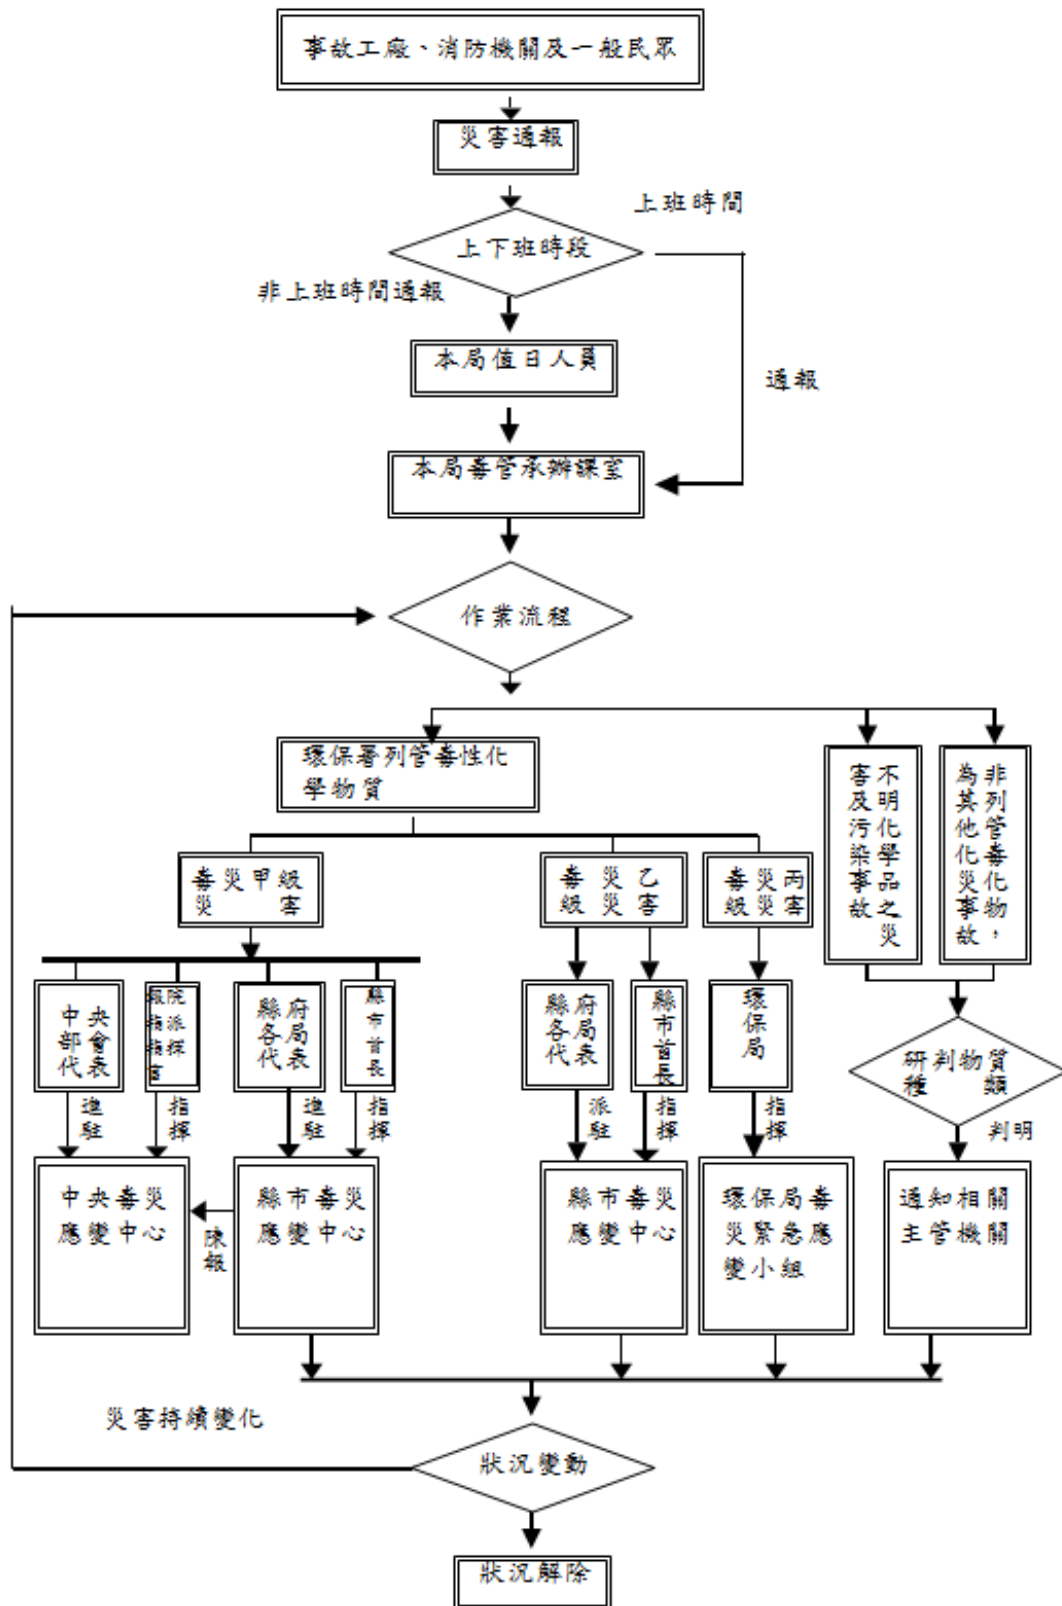 事故工廠、消防機關及一般民眾
災害通報
上班時間
上下班時段
非上班時間通報
本局值日人員
通報
本局毒管承辦課室
作業流程
環保署列管毒性化
學物質
不明化學品之災
害及污染事故
非列管毒化物，
為其他化災事故
毒災甲級
災害
毒災乙
級災害
毒災丙
級災害
中央
部會
代表
院
派
指揮
縣府
各局
代表
縣市首長
縣府
各局
代表
縣市首長
環保局
研判物質
種類
進駐
指揮
進駐
指揮
派駐
指揮
指揮
判明
中央毒災
應變中心
陳報
縣市毒災
應變中心
縣市毒災
應變中心
環保局毒
災緊急應
變小組
通知相關
主管機關
災害持續變化
狀況變動
狀況解除